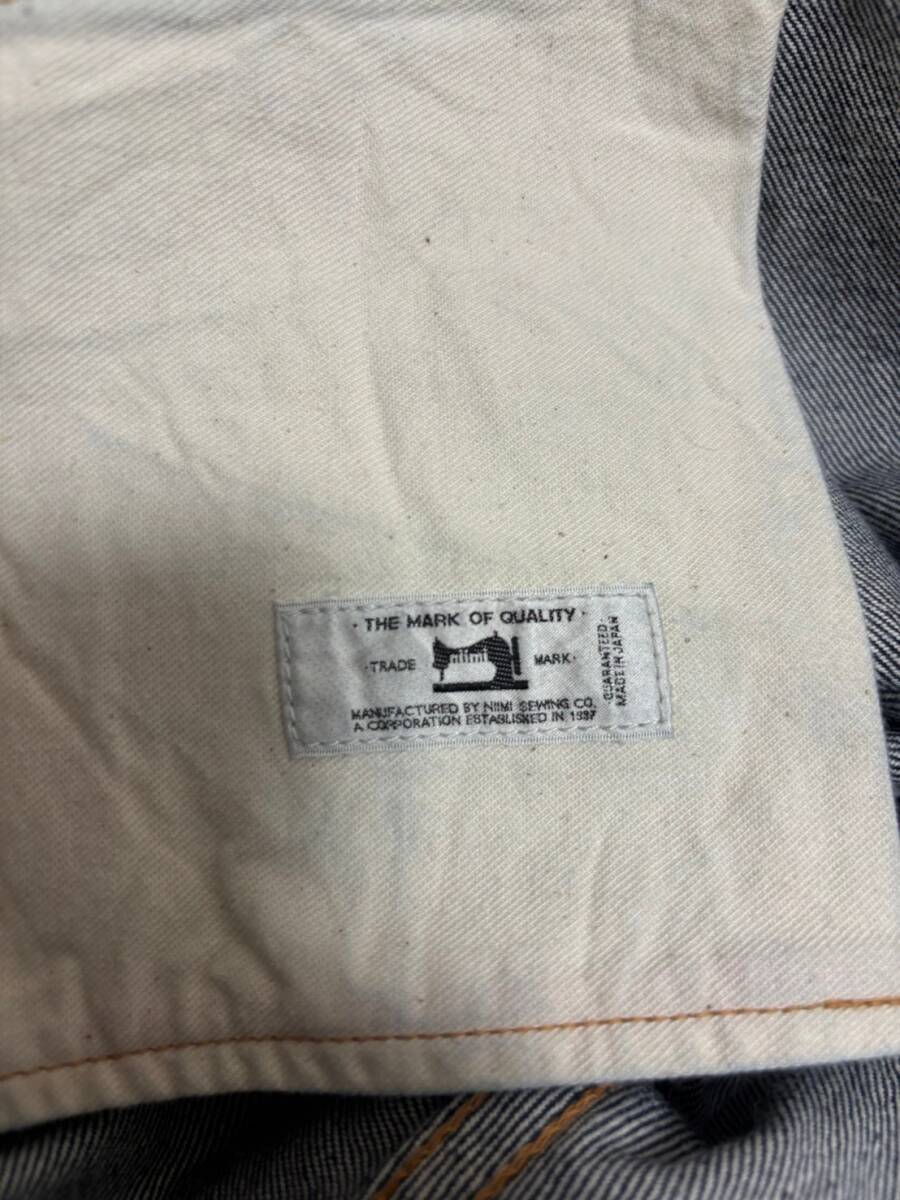 · THE MARK OF QUALITY ·
· TRADE MARK ·
MANUFACTURED BY NIIMI SEWING CO.
A CORPORATION ESTABLISHED IN 1937
· GUARANTEED ·
MADE IN JAPAN